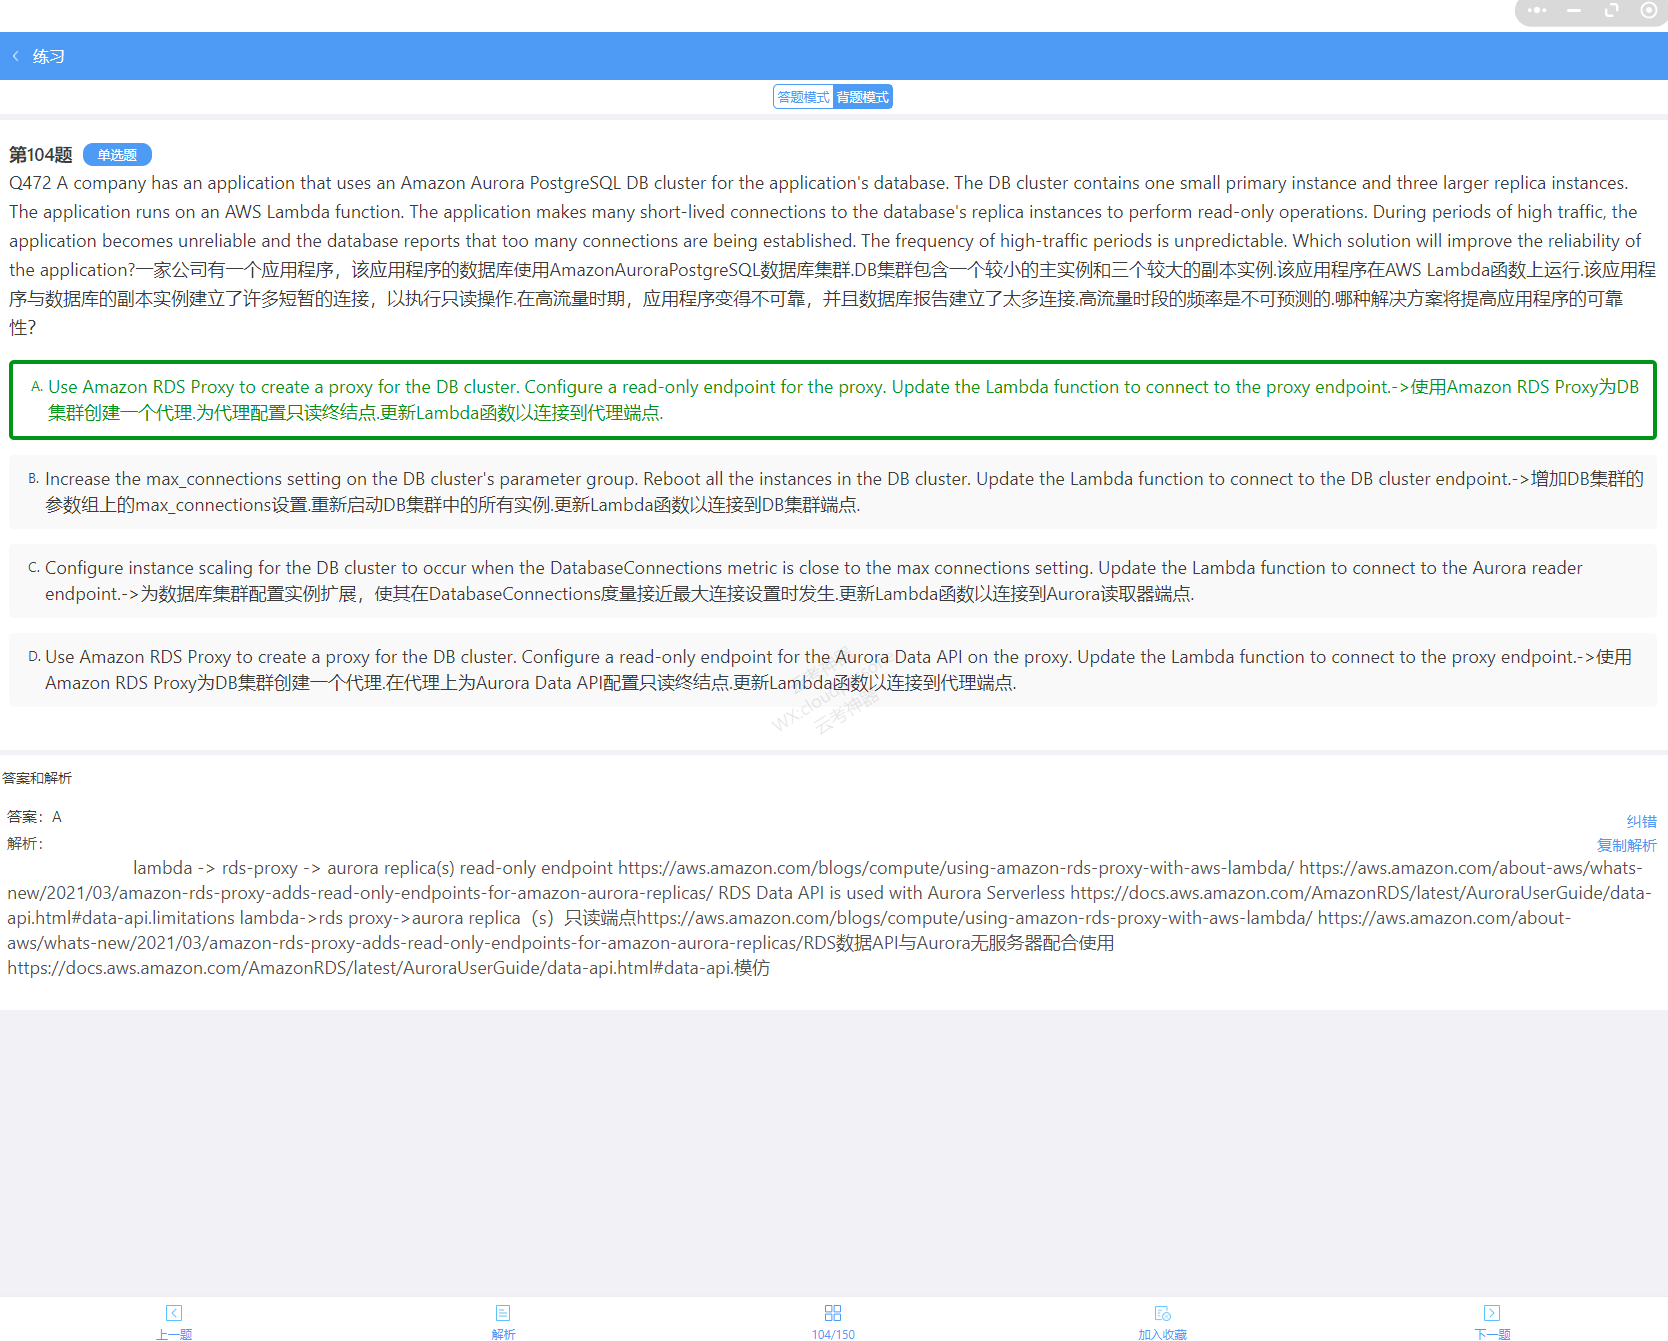 练习
答题模式 背题模式
第104题 单选题
Q472 A company has an application that uses an Amazon Aurora PostgreSQL DB cluster for the application's database. The DB cluster contains one small primary instance and three larger replica instances.
The application runs on an AWS Lambda function. The application makes many short-lived connections to the database's replica instances to perform read-only operations. During periods of high traffic, the
application becomes unreliable and the database reports that too many connections are being established. The frequency of high-traffic periods is unpredictable. Which solution will improve the reliability of
the application?一家公司有一个应用程序，该应用程序的数据库使用AmazonAuroraPostgreSQL数据库集群.DB集群包含一个较小的主实例和三个较大的副本实例.该应用程序在AWS Lambda函数上运行.该应用程
序与数据库的副本实例建立了许多短暂的连接，以执行只读操作.在高流量时期，应用程序变得不可靠，并且数据库报告建立了太多连接.高流量时段的频率是不可预测的.哪种解决方案将提高应用程序的可靠
性？
A. Use Amazon RDS Proxy to create a proxy for the DB cluster. Configure a read-only endpoint for the proxy. Update the Lambda function to connect to the proxy endpoint.->使用Amazon RDS Proxy为DB
集群创建一个代理.为代理配置只读终结点.更新Lambda函数以连接到代理端点.
B. Increase the max_connections setting on the DB cluster's parameter group. Reboot all the instances in the DB cluster. Update the Lambda function to connect to the DB cluster endpoint.->增加DB集群的
参数组上的max_connections设置.重新启动DB集群中的所有实例.更新Lambda函数以连接到DB集群端点.
C. Configure instance scaling for the DB cluster to occur when the DatabaseConnections metric is close to the max connections setting. Update the Lambda function to connect to the Aurora reader
endpoint.->为数据库集群配置实例扩展，使其在DatabaseConnections度量接近最大连接设置时发生.更新Lambda函数以连接到Aurora读取器端点.
D. Use Amazon RDS Proxy to create a proxy for the DB cluster. Configure a read-only endpoint for the Aurora Data API on the proxy. Update the Lambda function to connect to the proxy endpoint.->使用
Amazon RDS Proxy为DB集群创建一个代理.在代理上为Aurora Data API配置只读终结点.更新Lambda函数以连接到代理端点.
云考神器
答案和解析
答案：A
纠错
解析：
复制解析
lambda -> rds-proxy -> aurora replica(s) read-only endpoint https://aws.amazon.com/blogs/compute/using-amazon-rds-proxy-with-aws-lambda/ https://aws.amazon.com/about-aws/whats-
new/2021/03/amazon-rds-proxy-adds-read-only-endpoints-for-amazon-aurora-replicas/ RDS Data API is used with Aurora Serverless https://docs.aws.amazon.com/AmazonRDS/latest/AuroraUserGuide/data-
api.html#data-api.limitations lambda->rds proxy->aurora replica（s）只读端点https://aws.amazon.com/blogs/compute/using-amazon-rds-proxy-with-aws-lambda/ https://aws.amazon.com/about-
aws/whats-new/2021/03/amazon-rds-proxy-adds-read-only-endpoints-for-amazon-aurora-replicas/RDS数据API与Aurora无服务器配合使用
https://docs.aws.amazon.com/AmazonRDS/latest/AuroraUserGuide/data-api.html#data-api.模仿
上一题 解析 104/150 加入收藏 下一题